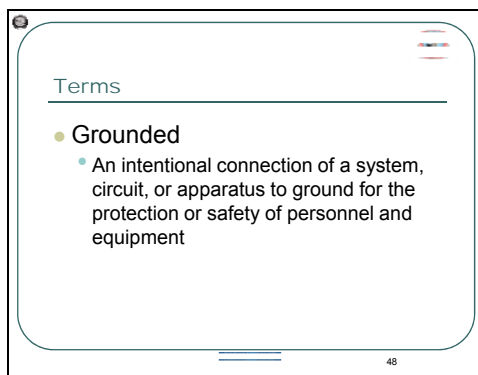 Terms
Grounded
An intentional connection of a system,
circuit, or apparatus to ground for the
protection or safety of personnel and
equipment
48